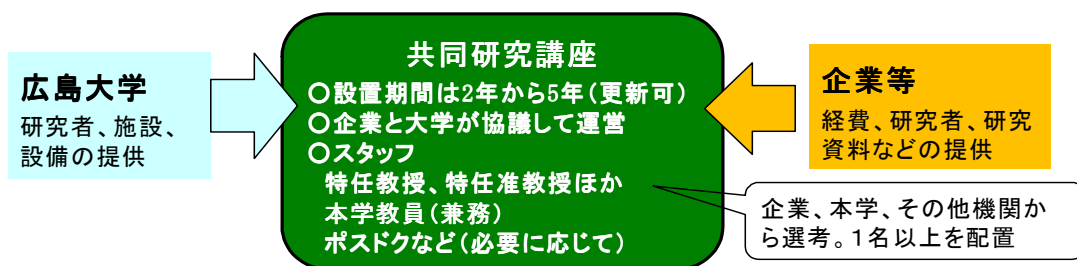 広島大学
研究者、施設、
設備の提供
共同研究講座
○設置期間は2年から5年(更新可)
○企業と大学が協議して運営
○スタッフ
特任教授、特任准教授ほか
本学教員(兼務)
ポスドクなど(必要に応じて)
企業等
経費、研究者、研究
資料などの提供
企業、本学、その他機関か
ら選考。1名以上を配置